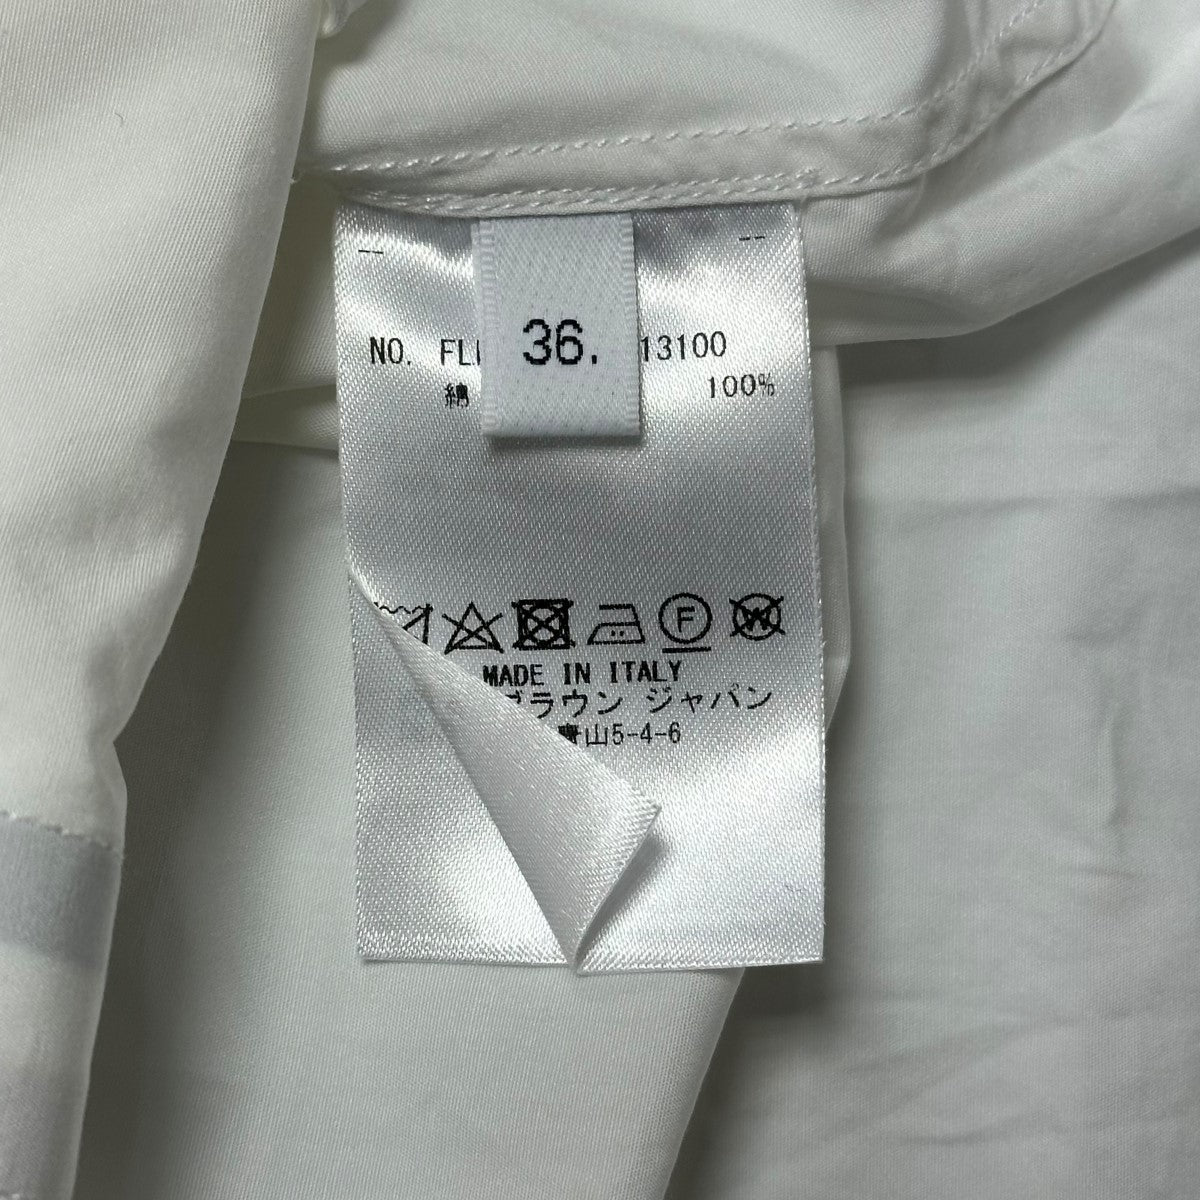 36.
NO. FL 13100
綿 100%
F
W
MADE IN ITALY
ブラウン ジャパン
青山5-4-6